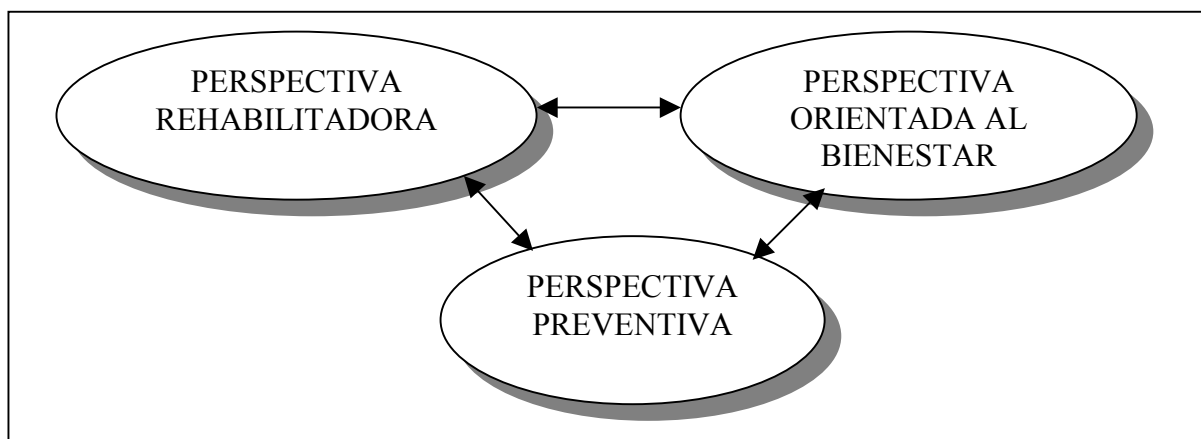 PERSPECTIVA
REHABILITADORA
PERSPECTIVA
ORIENTADA AL
BIENESTAR
PERSPECTIVA
PREVENTIVA